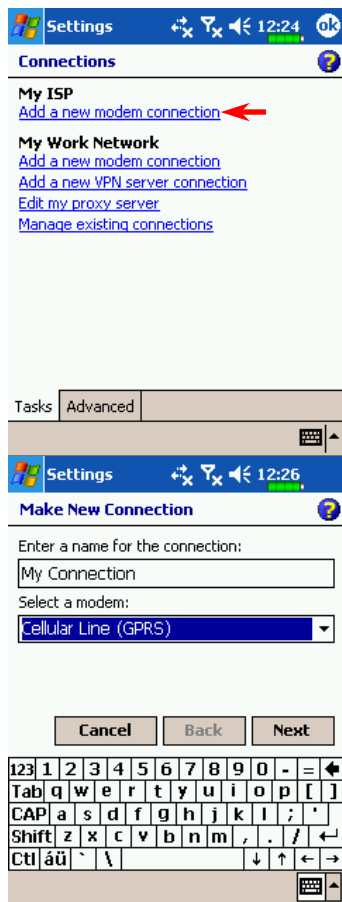 Settings 12:24 ok
Connections ?
My ISP
Add a new modem connection
My Work Network
Add a new modem connection
Add a new VPN server connection
Edit my proxy server
Manage existing connections
Tasks Advanced
Settings 12:26
Make New Connection ?
Enter a name for the connection:
My Connection
Select a modem:
Cellular Line (GPRS)
Cancel Back Next
123 1 2 3 4 5 6 7 8 9 0 - = 🡄
Tab q w e r t y u i o p [ ]
CAP a s d f g h j k l ; '
Shift z x c v b n m , . / ↵
Ctl áü ` \ ↓ ↑ ← →